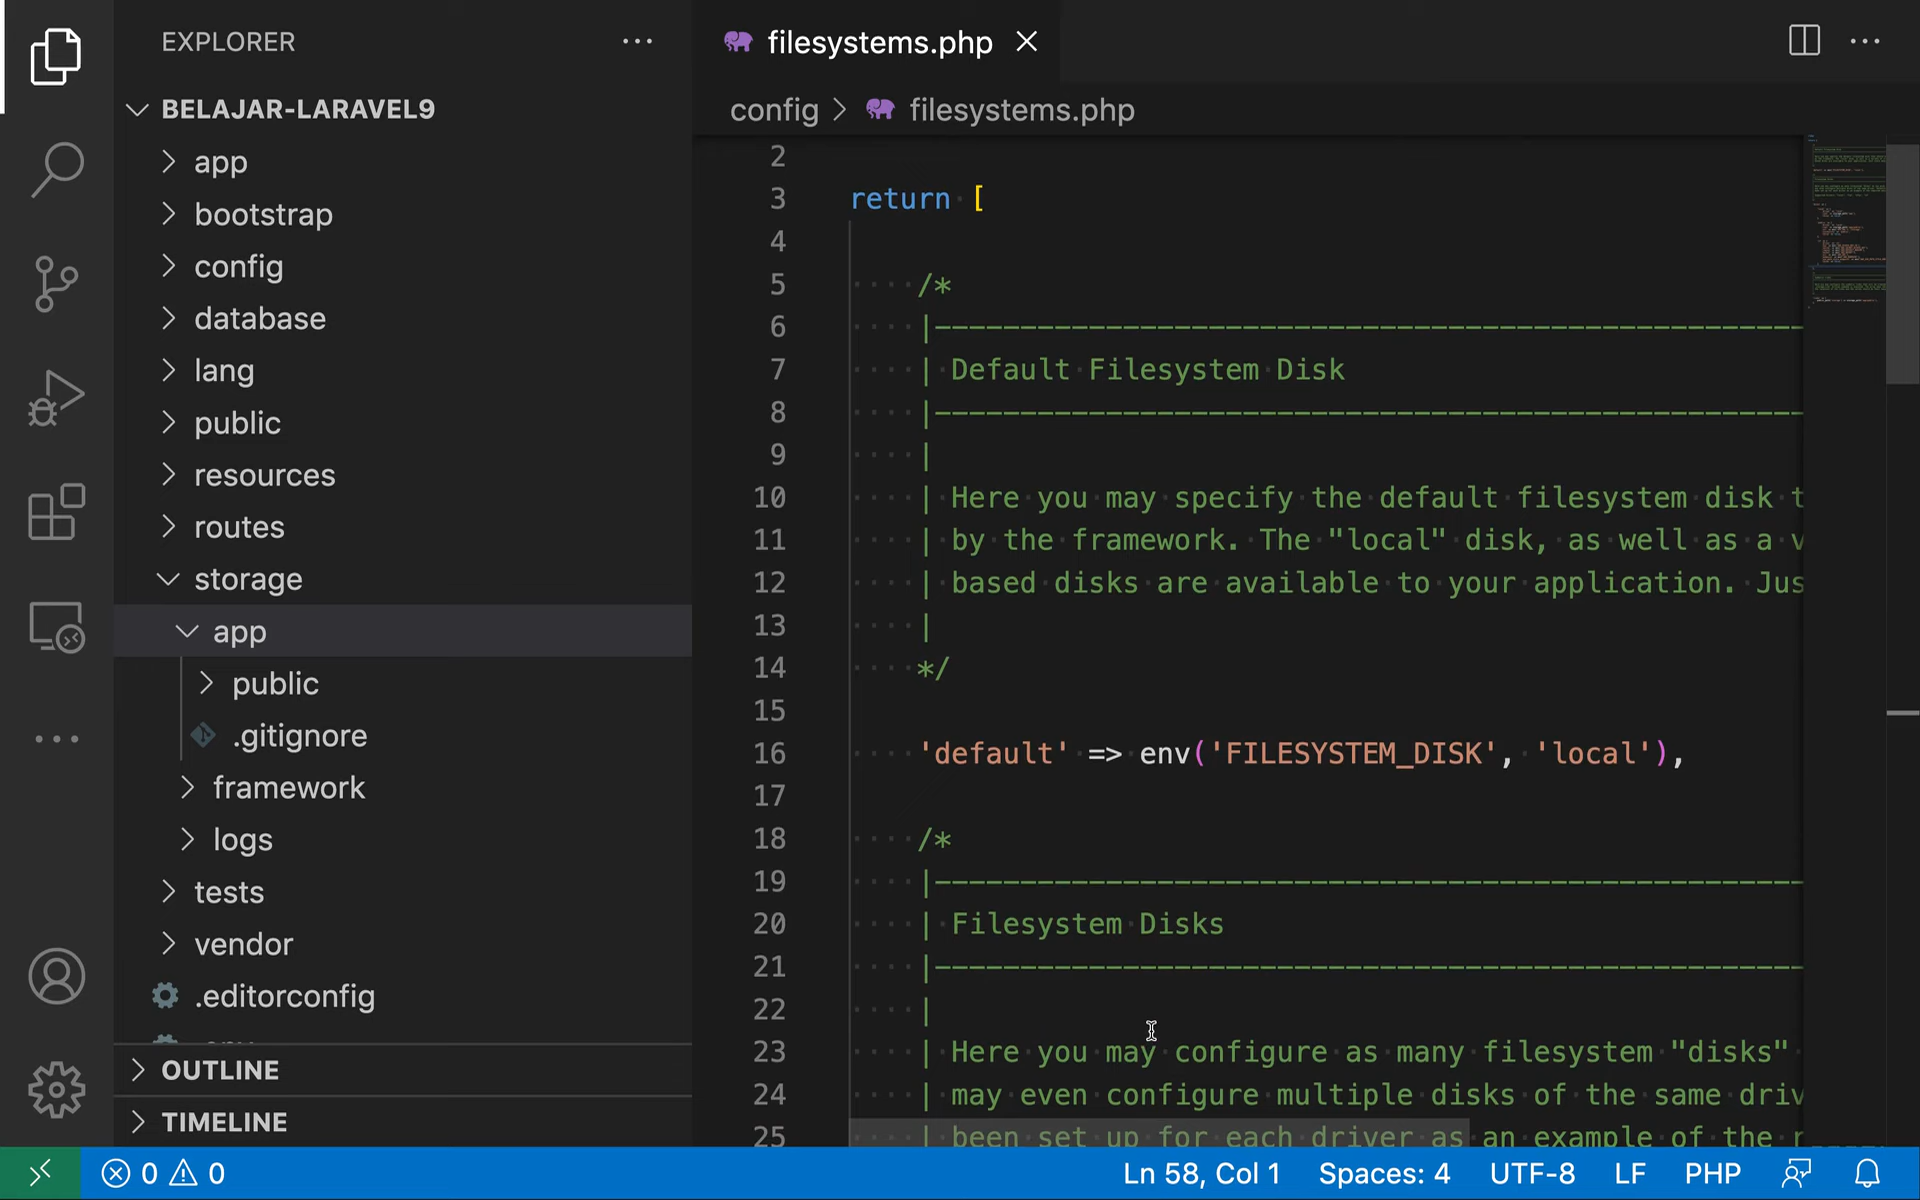 EXPLORER
BELAJAR-LARAVEL9
app
bootstrap
config
database
lang
public
resources
routes
storage
app
public
.gitignore
framework
logs
tests
vendor
.editorconfig
OUTLINE
TIMELINE
filesystems.php
config > filesystems.php
2
3 return [
4
5 /*
6 |----------------------------------------------------
7 | Default Filesystem Disk
8 |----------------------------------------------------
9 |
10 | Here you may specify the default filesystem disk t
11 | by the framework. The "local" disk, as well as a v
12 | based disks are available to your application. Jus
13 |
14 */
15
16 'default' => env('FILESYSTEM_DISK', 'local'),
17
18 /*
19 |----------------------------------------------------
20 | Filesystem Disks
21 |----------------------------------------------------
22 |
23 | Here you may configure as many filesystem "disks"
24 | may even configure multiple disks of the same driv
25 | been set up for each driver as an example of the r
0 0
Ln 58, Col 1 Spaces: 4 UTF-8 LF PHP